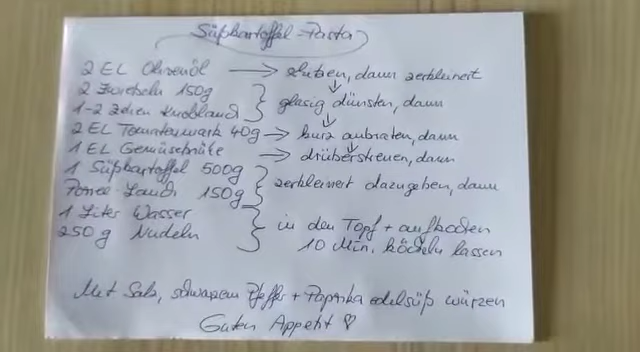 Süßkartoffel-Pasta
2 EL Olivenöl → erhitzen, dann zerkleinert
2 Zwiebeln 150g
1-2 Zehen Knoblauch } glasig dünsten, dann
2 EL Tomatenmark 40g → kurz anbraten, dann
1 EL Gemüsebrühe → drüberstreuen, dann
1 Süßkartoffel 500g
150g } zerkleinert dazugeben, dann
1 Liter Wasser } in den Topf + aufkochen
250 g Nudeln 10 Min. köcheln lassen
Mit Salz, schwarzem Pfeffer + Paprika edelsüß würzen
Guten Appetit ♡